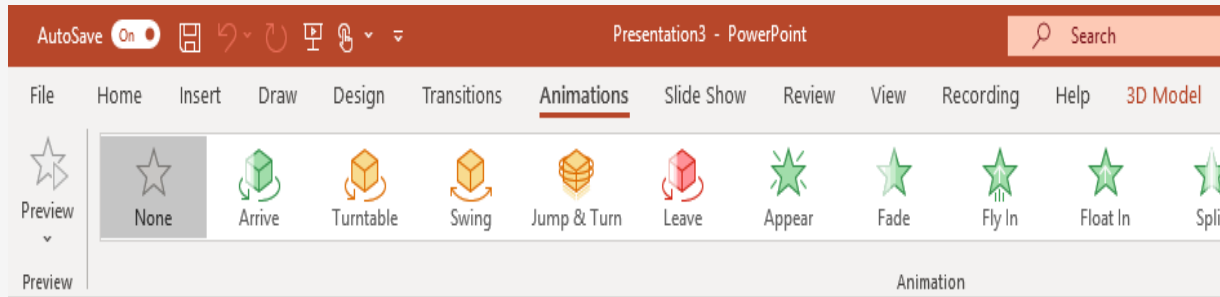 AutoSave On Presentation3 - PowerPoint Search
File Home Insert Draw Design Transitions Animations Slide Show Review View Recording Help 3D Model
Preview None Arrive Turntable Swing Jump & Turn Leave Appear Fade Fly In Float In
Preview Animation